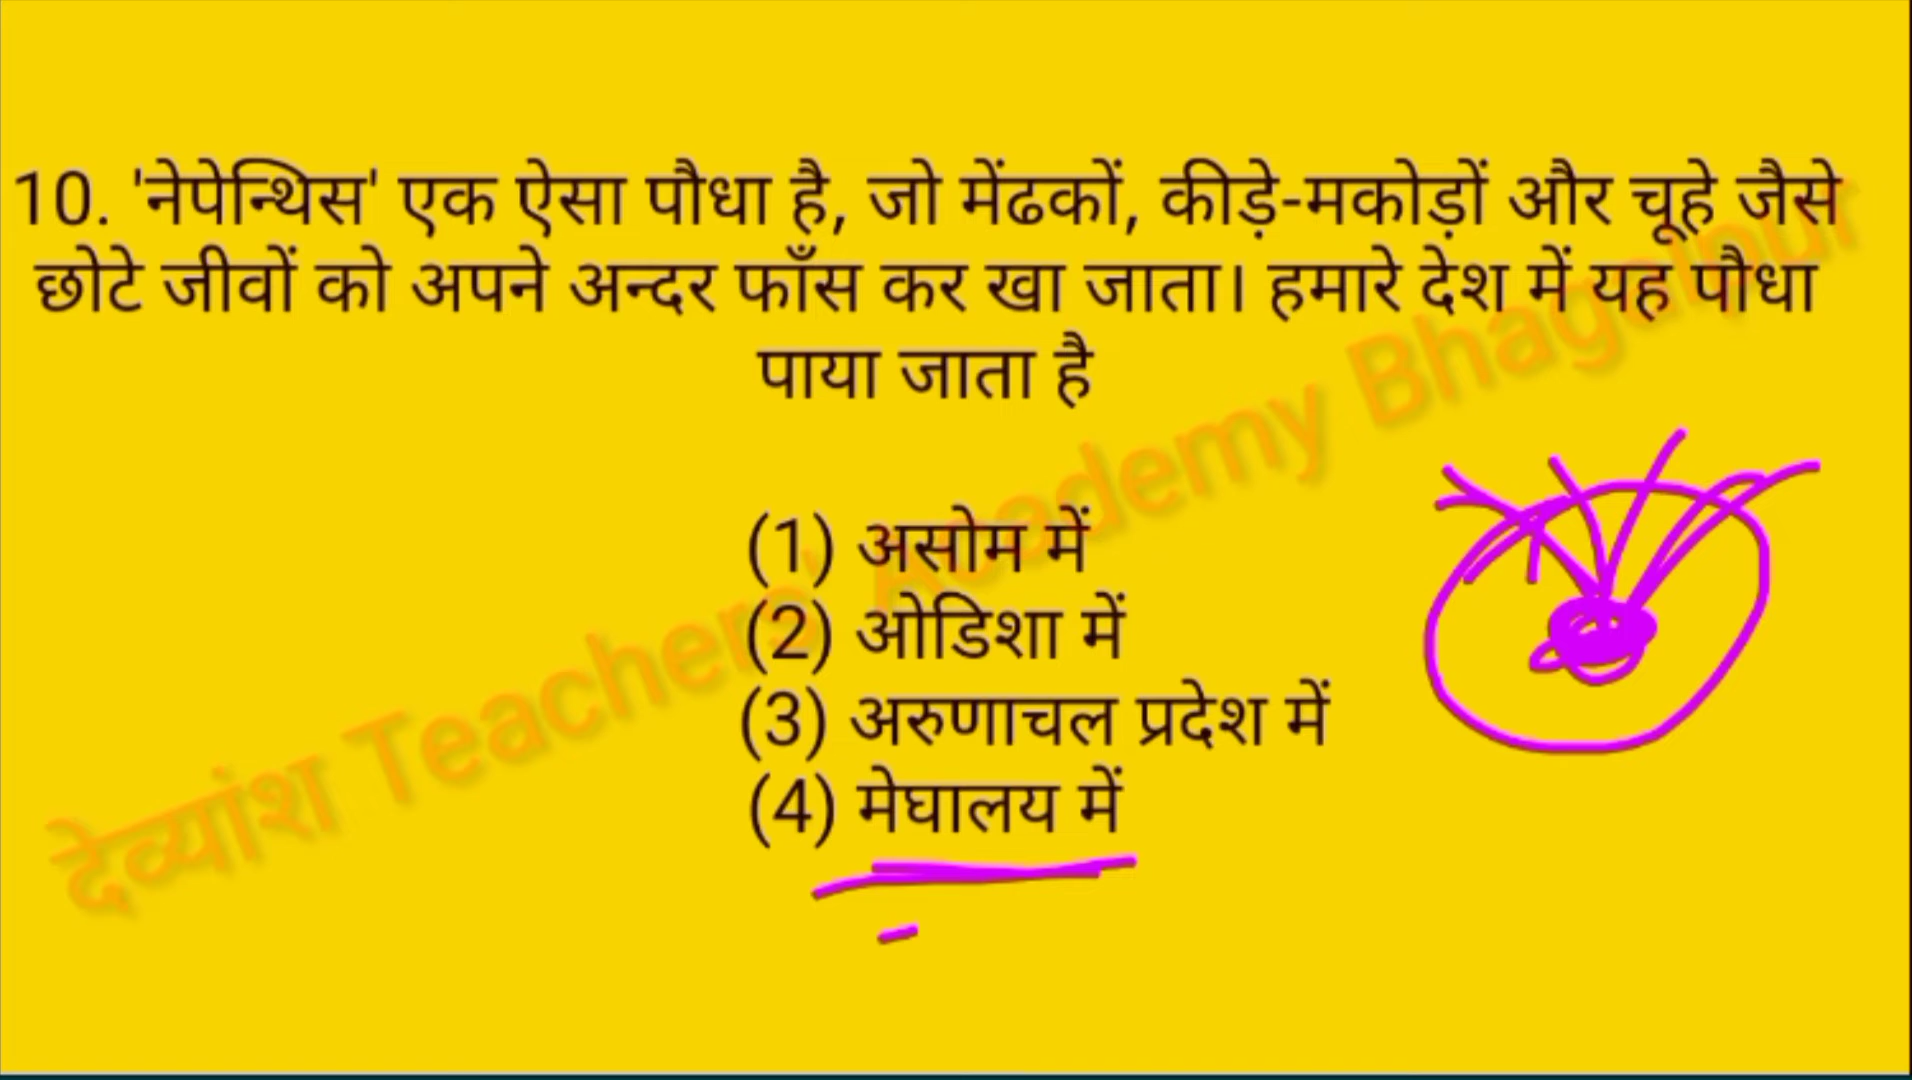 10. 'नेपेन्थिस' एक ऐसा पौधा है, जो मेंढकों, कीड़े-मकोड़ों और चूहे जैसे
छोटे जीवों को अपने अन्दर फाँस कर खा जाता। हमारे देश में यह पौधा
पाया जाता है
(1) असोम में
(2) ओडिशा में
(3) अरुणाचल प्रदेश में
(4) मेघालय में
देव्यांश Teachers' Academy Bhagalpur